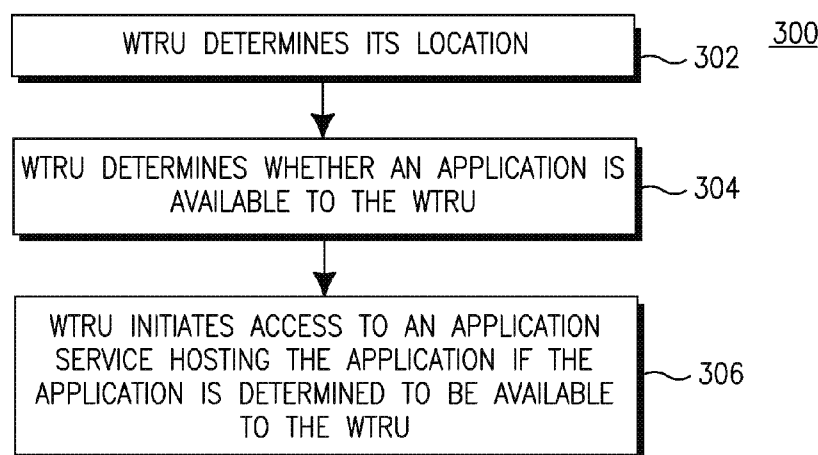 300
WTRU DETERMINES ITS LOCATION
302
WTRU DETERMINES WHETHER AN APPLICATION IS
AVAILABLE TO THE WTRU
304
WTRU INITIATES ACCESS TO AN APPLICATION
SERVICE HOSTING THE APPLICATION IF THE
APPLICATION IS DETERMINED TO BE AVAILABLE
TO THE WTRU
306